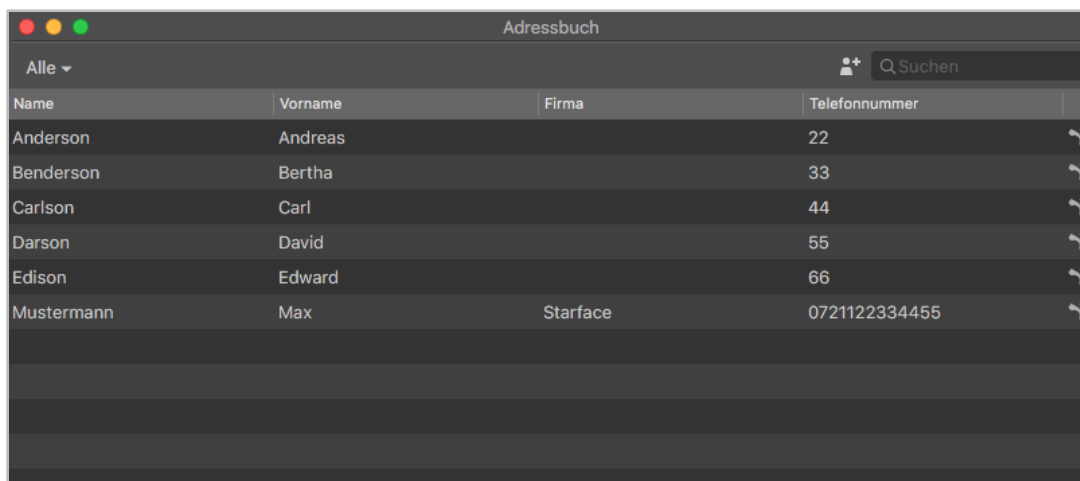 Adressbuch
Alle
Suchen
Name Vorname Firma Telefonnummer
Anderson Andreas 22
Benderson Bertha 33
Carlson Carl 44
Darson David 55
Edison Edward 66
Mustermann Max Starface 0721122334455